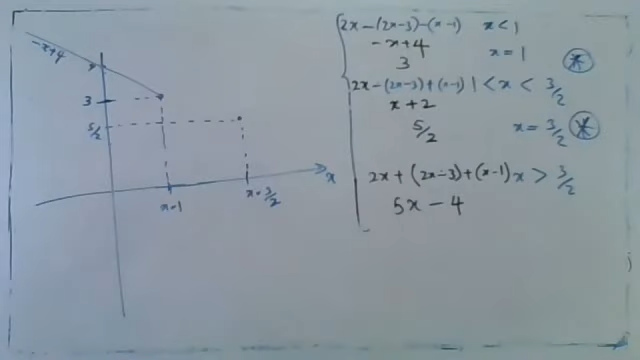 -x+4
4
3
5/2
x=1
x=3/2
x
2x-(2x-3)-(x-1) x<1
-x+4
3 x=1 *
2x-(2x-3)+(x-1) 1<x<3/2
x+2
5/2 x=3/2 *
2x+(2x-3)+(x-1) x>3/2
5x-4